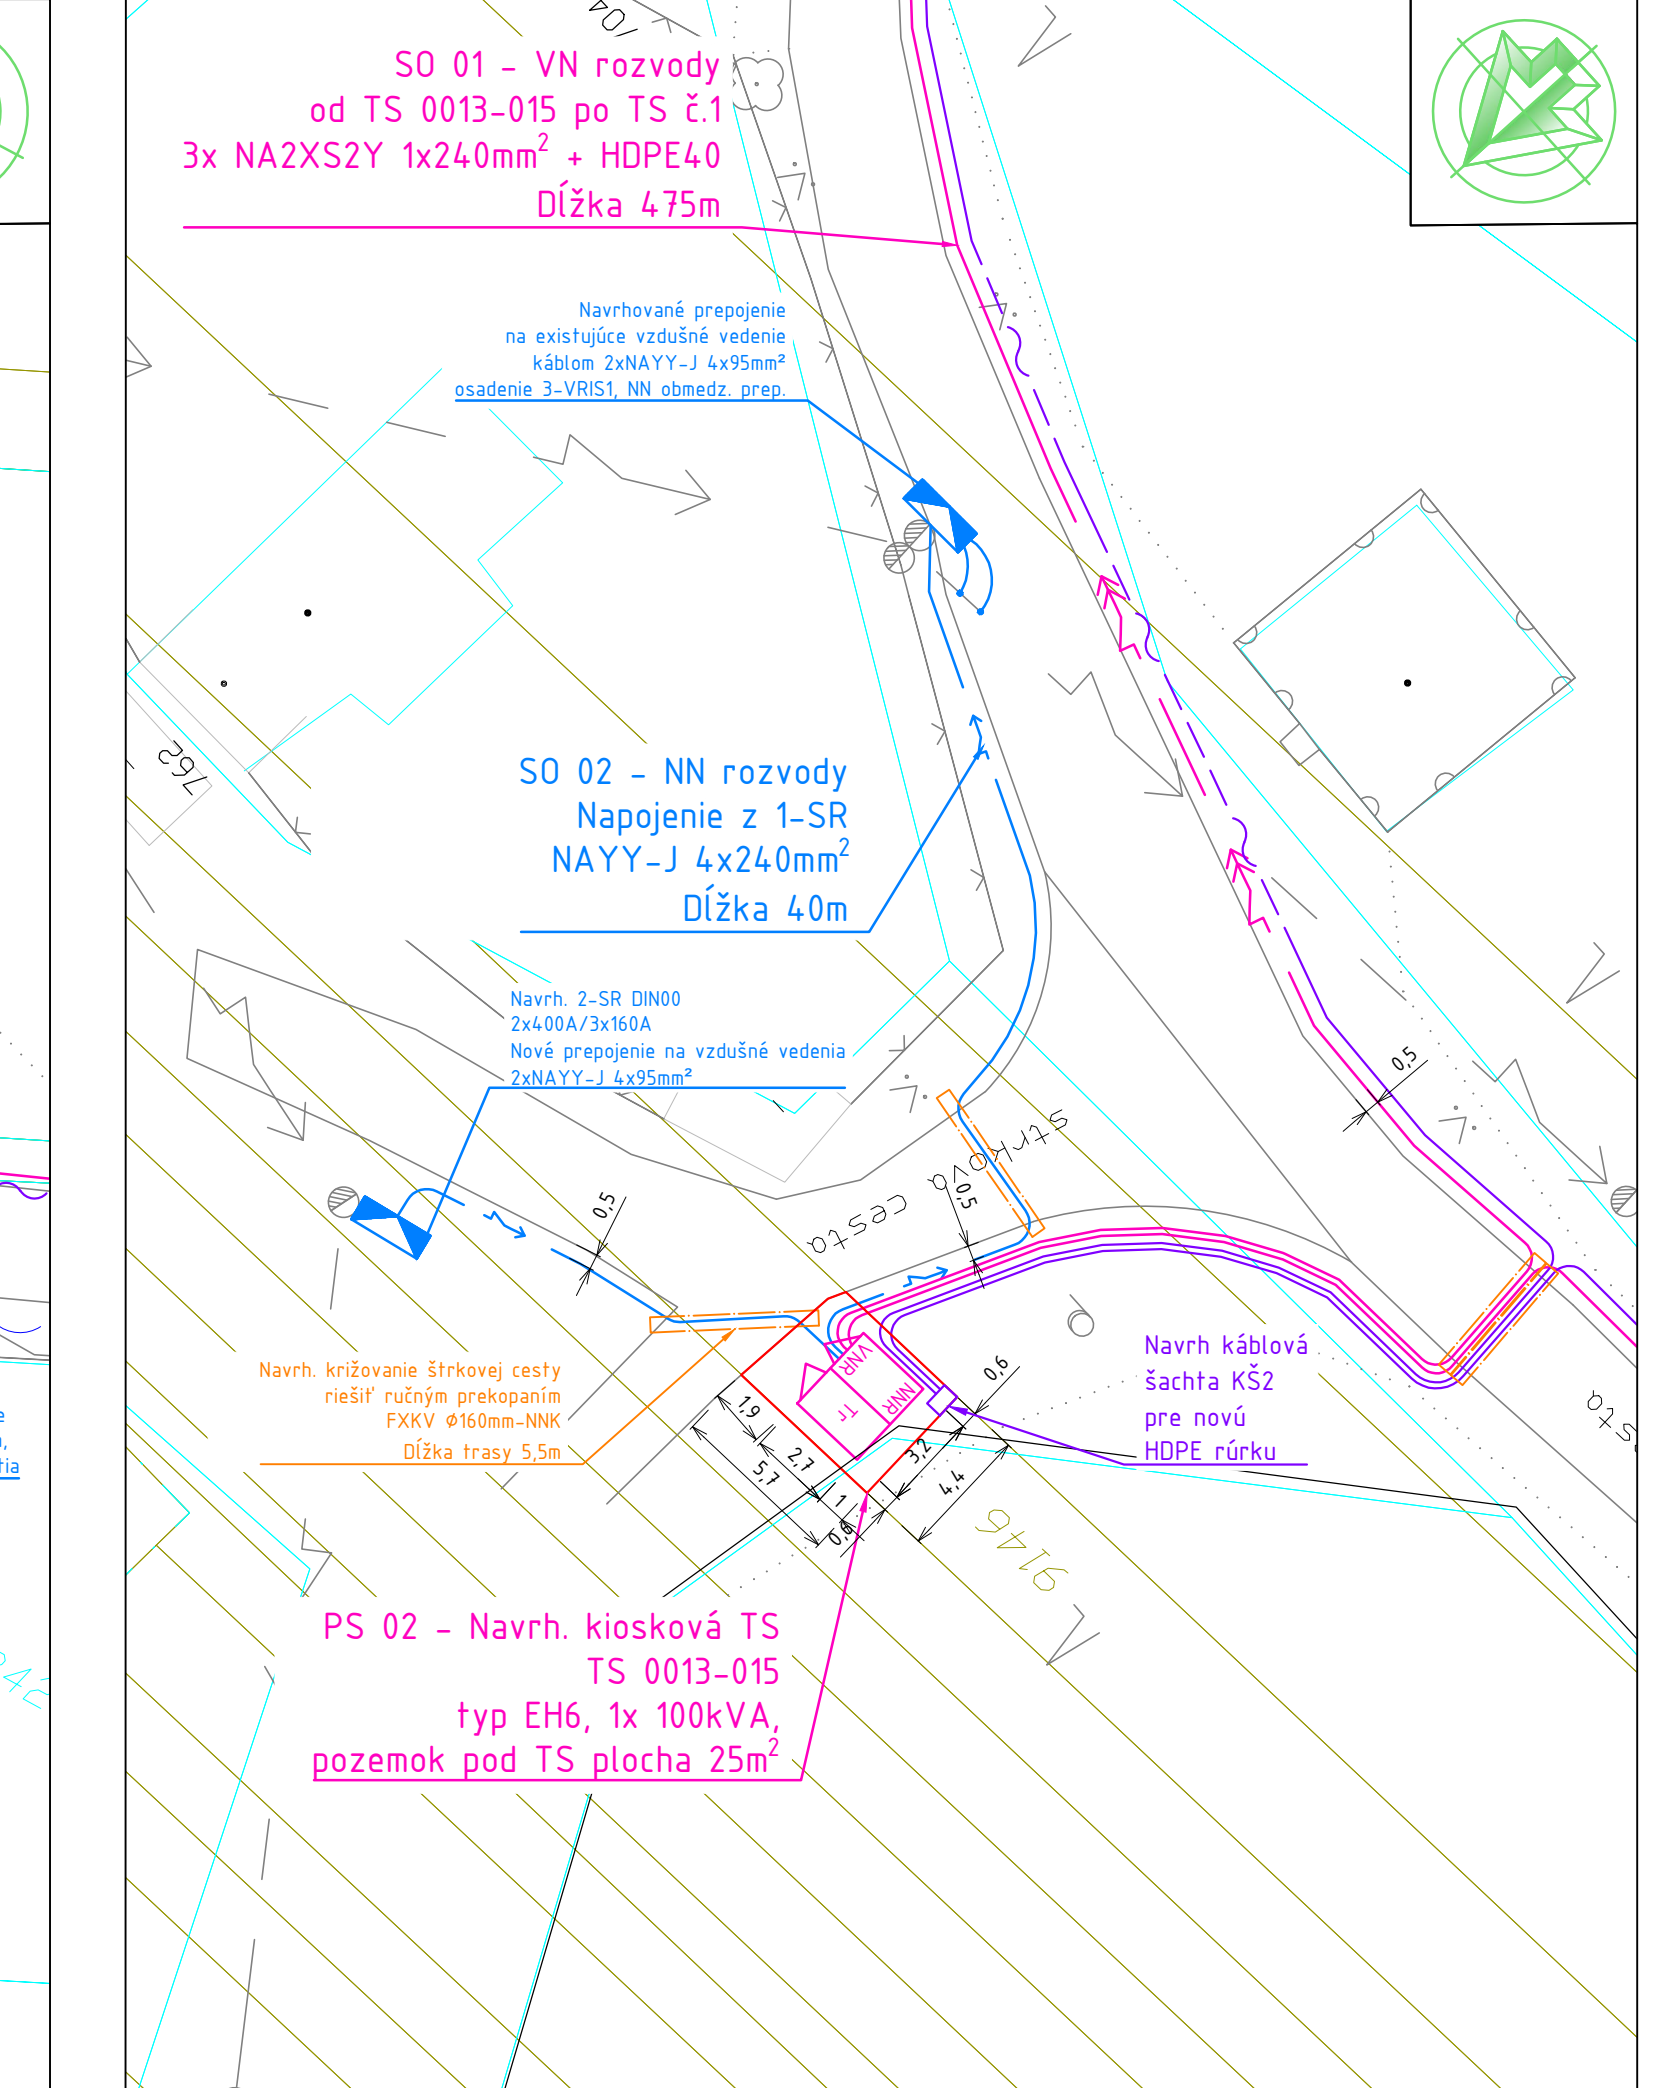 SO 01 - VN rozvody
od TS 0013-015 po TS č.1
3x NA2XS2Y 1x240mm² + HDPE40
Dĺžka 475m
Navrhované prepojenie
na existujúce vzdušné vedenie
káblom 2xNAYY-J 4x95mm²
osadenie 3-VRIS1, NN obmedz. prep.
762
SO 02 - NN rozvody
Napojenie z 1-SR
NAYY-J 4x240mm²
Dĺžka 40m
Navrh. 2-SR DIN00
2x400A/3x160A
Nové prepojenie na vzdušné vedenia
2xNAYY-J 4x95mm²
0,5
štrková
cesta
0,5
0,5
Navrh. križovanie štrkovej cesty
riešiť ručným prekopaním
FXKV Ø160mm-NNK
Dĺžka trasy 5,5m
VNR
NNR
Tr
0,6
1,9
2,7
5,7
1
0,6
3,2
4,4
Navrh káblová
šachta KŠ2
pre novú
HDPE rúrku
9146
PS 02 - Navrh. kiosková TS
TS 0013-015
typ EH6, 1x 100kVA,
pozemok pod TS plocha 25m²